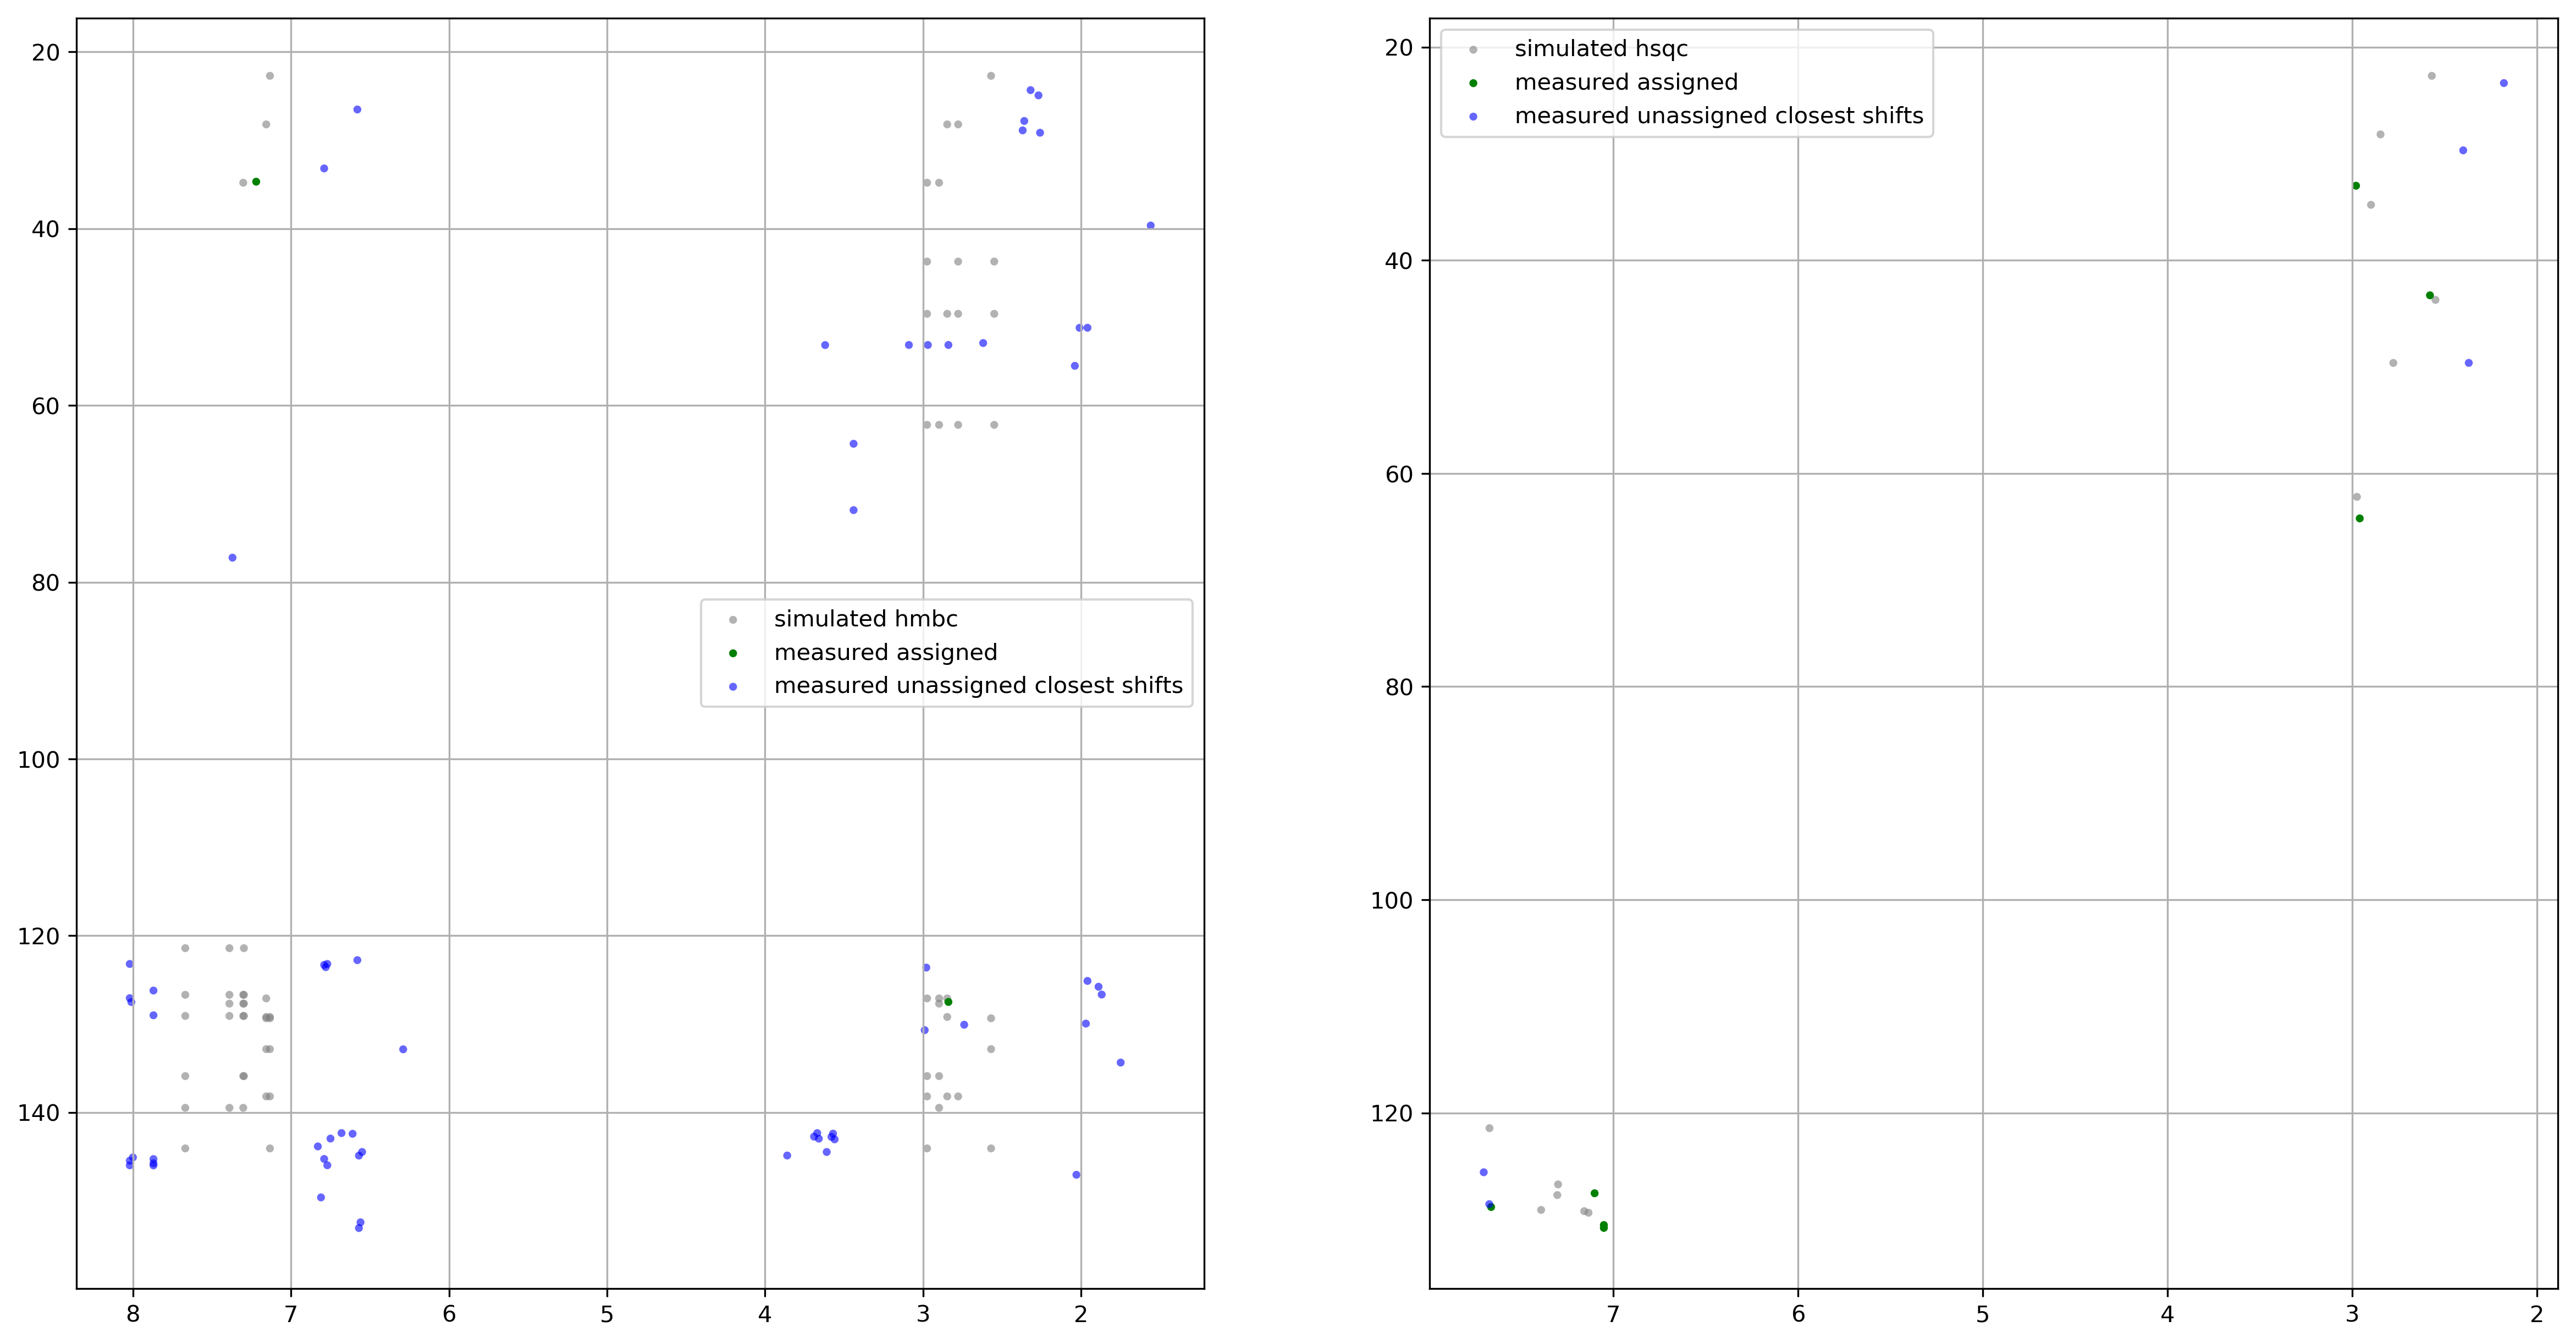 20
40
60
80
100
120
140
8 7 6 5 4 3 2
simulated hmbc
measured assigned
measured unassigned closest shifts
20
40
60
80
100
120
7 6 5 4 3 2
simulated hsqc
measured assigned
measured unassigned closest shifts